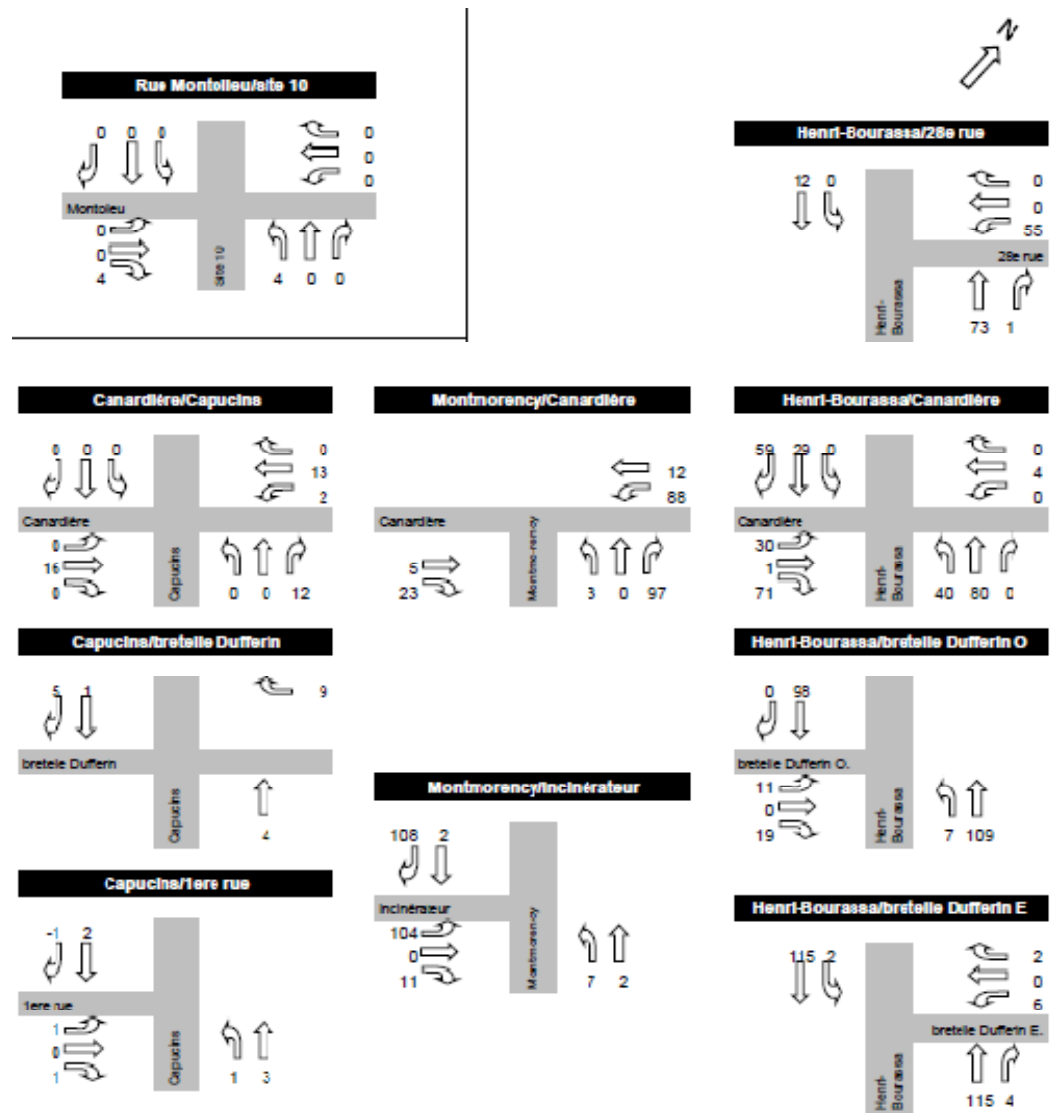 N
Rue Montolieu/site 10
0 0 0
0
0
0
Montolieu
0
0
4
Site 10
4 0 0
Henri-Bourassa/28e rue
12 0
0
0
55
28e rue
Henri-
Bourassa
73 1
Canardière/Capucins
0 0 0
0
13
2
Canardière
0
16
0
Capucins
0 0 12
Montmorency/Canardière
12
88
Canardière
5
23
Montmo-rency
3 0 97
Henri-Bourassa/Canardière
59 29 0
0
4
0
Canardière
30
1
71
Henri-
Bourassa
40 80 0
Capucins/bretelle Dufferin
5 1
9
bretelle Dufferin
Capucins
4
Henri-Bourassa/bretelle Dufferin O
0 98
bretelle Dufferin O.
11
0
19
Henri-
Bourassa
7 109
Montmorency/Incinérateur
108 2
Incinérateur
104
0
11
Montmorency
7 2
Capucins/1ere rue
-1 2
1ere rue
1
0
1
Capucins
1 3
Henri-Bourassa/bretelle Dufferin E
115 2
2
0
6
bretelle Dufferin E.
Henri-
Bourassa
115 4